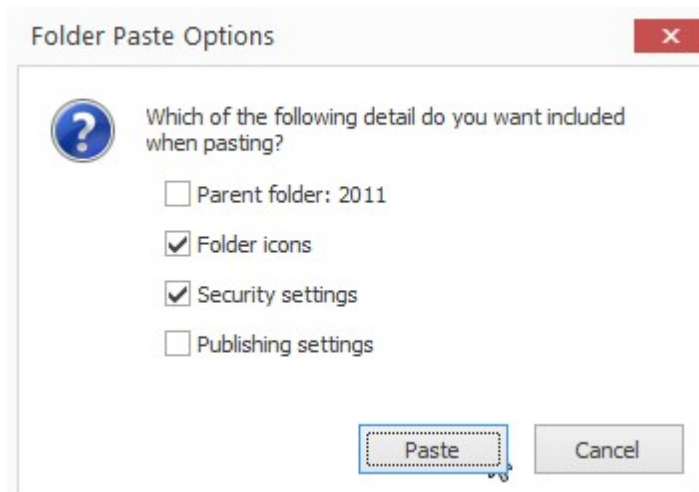 Folder Paste Options
Which of the following detail do you want included
when pasting?
Parent folder: 2011
Folder icons
Security settings
Publishing settings
Paste
Cancel